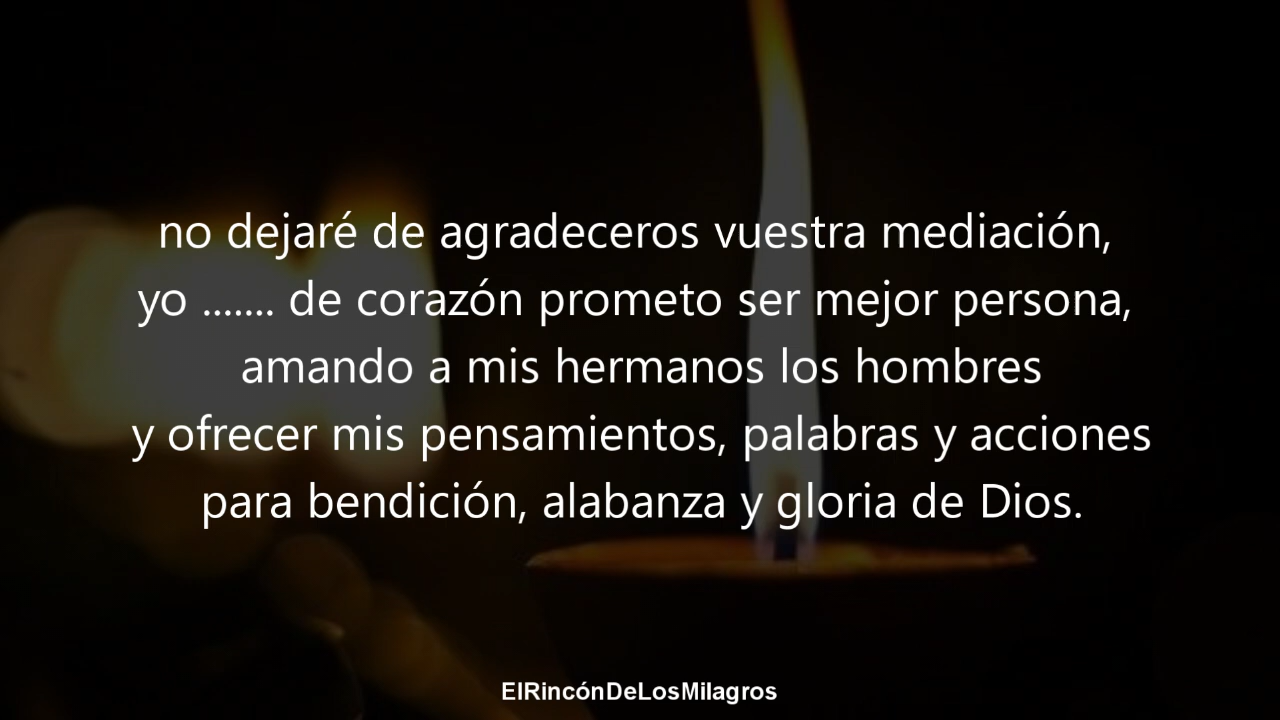 no dejaré de agradeceros vuestra mediación,
yo ....... de corazón prometo ser mejor persona,
amando a mis hermanos los hombres
y ofrecer mis pensamientos, palabras y acciones
para bendición, alabanza y gloria de Dios.
ElRincónDeLosMilagros